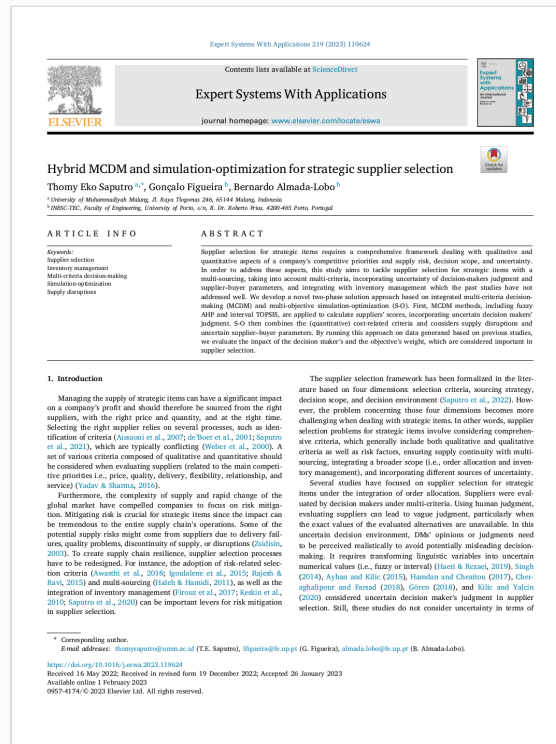 Expert Systems With Applications 219 (2023) 119624
Contents lists available at ScienceDirect
Expert Systems With Applications
journal homepage: www.elsevier.com/locate/eswa
ELSEVIER
Expert
Systems
with
Applications
Check for
updates
Hybrid MCDM and simulation-optimization for strategic supplier selection
Thomy Eko Saputro a,*, Gonçalo Figueira b, Bernardo Almada-Lobo b
a University of Muhammadiyah Malang, Jl. Raya Tlogomas 246, 65144 Malang, Indonesia
b INESC-TEC, Faculty of Engineering, University of Porto, s/n, R. Dr. Roberto Frias, 4200-465 Porto, Portugal
ARTICLE INFO
Keywords:
Supplier selection
Inventory management
Multi-criteria decision-making
Simulation-optimization
Supply disruptions
ABSTRACT
Supplier selection for strategic items requires a comprehensive framework dealing with qualitative and
quantitative aspects of a company's competitive priorities and supply risk, decision scope, and uncertainty.
In order to address these aspects, this study aims to tackle supplier selection for strategic items with a
multi-sourcing, taking into account multi-criteria, incorporating uncertainty of decision-makers judgment and
supplier–buyer parameters, and integrating with inventory management which the past studies have not
addressed well. We develop a novel two-phase solution approach based on integrated multi-criteria decision-
making (MCDM) and multi-objective simulation-optimization (S-O). First, MCDM methods, including fuzzy
AHP and interval TOPSIS, are applied to calculate suppliers' scores, incorporating uncertain decision makers'
judgement. S-O then combines the (quantitative) cost-related criteria and considers supply disruptions and
uncertain supplier–buyer parameters. By running this approach on data generated based on previous studies,
we evaluate the impact of the decision maker's and the objective's weight, which are considered important in
supplier selection.
1. Introduction
Managing the supply of strategic items can have a significant impact
on a company's profit and should therefore be sourced from the right
suppliers, with the right price and quantity, and at the right time.
Selecting the right supplier relies on several processes, such as iden-
tification of criteria (Aissaoui et al., 2007; de'Boer et al., 2001; Saputro
et al., 2021), which are typically conflicting (Weber et al., 2000). A
set of various criteria composed of qualitative and quantitative should
be considered when evaluating suppliers (related to the main competi-
tive priorities i.e., price, quality, delivery, flexibility, relationship, and
service) (Yadav & Sharma, 2016).
Furthermore, the complexity of supply and rapid change of the
global market have compelled companies to focus on risk mitiga-
tion. Mitigating risk is crucial for strategic items since the impact can
be tremendous to the entire supply chain's operations. Some of the
potential supply risks might come from suppliers due to delivery fail-
ures, quality problems, discontinuity of supply, or disruptions (Zsidisin,
2003). To create supply chain resilience, supplier selection processes
have to be redesigned. For instance, the adoption of risk-related selec-
tion criteria (Awasthi et al., 2018; Igoulalene et al., 2015; Rajesh &
Ravi, 2015) and multi-sourcing (Haleh & Hamidi, 2011), as well as the
integration of inventory management (Firouz et al., 2017; Keskin et al.,
2010; Saputro et al., 2020) can be important levers for risk mitigation
in supplier selection.
The supplier selection framework has been formalized in the liter-
ature based on four dimensions: selection criteria, sourcing strategy,
decision scope, and decision environment (Saputro et al., 2022). How-
ever, the problem concerning those four dimensions becomes more
challenging when dealing with strategic items. In other words, supplier
selection problems for strategic items involve considering comprehen-
sive criteria, which generally include both qualitative and qualitative
criteria as well as risk factors, ensuring supply continuity with multi-
sourcing, integrating a broader scope (i.e., order allocation and inven-
tory management), and incorporating different sources of uncertainty.
Several studies have focused on supplier selection for strategic
items under the integration of order allocation. Suppliers were eval-
uated by decision makers under multi-criteria. Using human judgment,
evaluating suppliers can lead to vague judgment, particularly when
the exact values of the evaluated alternatives are unavailable. In this
uncertain decision environment, DMs' opinions or judgments need to
be perceived realistically to avoid potentially misleading decision-
making. It requires transforming linguistic variables into uncertain
numerical values (i.e., fuzzy or interval) (Haeri & Rezaei, 2019). Singh
(2014), Ayhan and Kilic (2015), Hamdan and Cheaitou (2017), Cher-
aghalipour and Farsad (2018), Gören (2018), and Kilic and Yalcin
(2020) considered uncertain decision maker's judgment in supplier
selection. Still, these studies do not consider uncertainty in terms of
* Corresponding author.
E-mail addresses: thomysaputro@umm.ac.id (T.E. Saputro), lfigueira@fe.up.pt (G. Figueira), almada.lobo@fe.up.pt (B. Almada-Lobo).
https://doi.org/10.1016/j.eswa.2023.119624
Received 16 May 2022; Received in revised form 19 December 2022; Accepted 26 January 2023
Available online 1 February 2023
0957-4174/© 2023 Elsevier Ltd. All rights reserved.